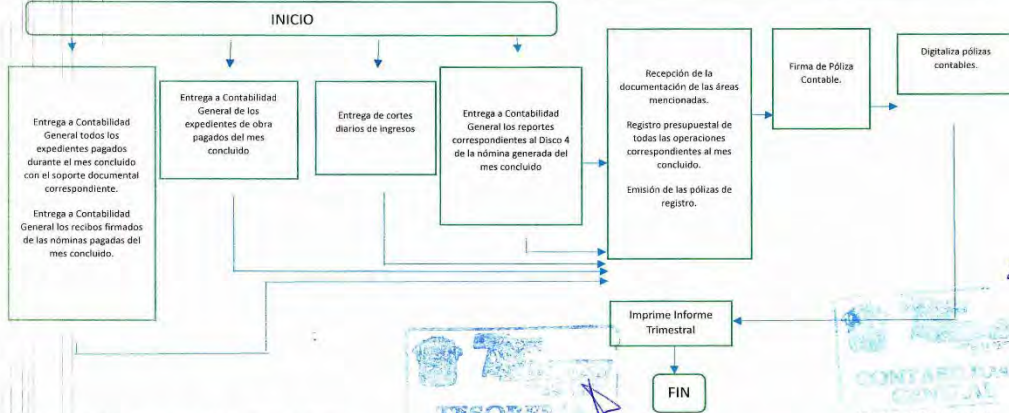 INICIO
Entrega a Contabilidad
General todos los
expedientes pagados
durante el mes concluido
con el soporte documental
correspondiente.
Entrega a Contabilidad
General los recibos firmados
de las nóminas pagadas del
mes concluido.
Entrega a Contabilidad
General de los
expedientes de obra
pagados del mes
concluido
Entrega de cortes
diarios de ingresos
Entrega a Contabilidad
General los reportes
correspondientes al Disco 4
de la nómina generada del
mes concluido
Recepción de la
documentación de las áreas
mencionadas.
Registro presupuestal de
todas las operaciones
correspondientes al mes
concluido.
Emisión de las pólizas de
registro.
Firma de Póliza
Contable.
Digitaliza pólizas
contables.
Imprime Informe
Trimestral
FIN